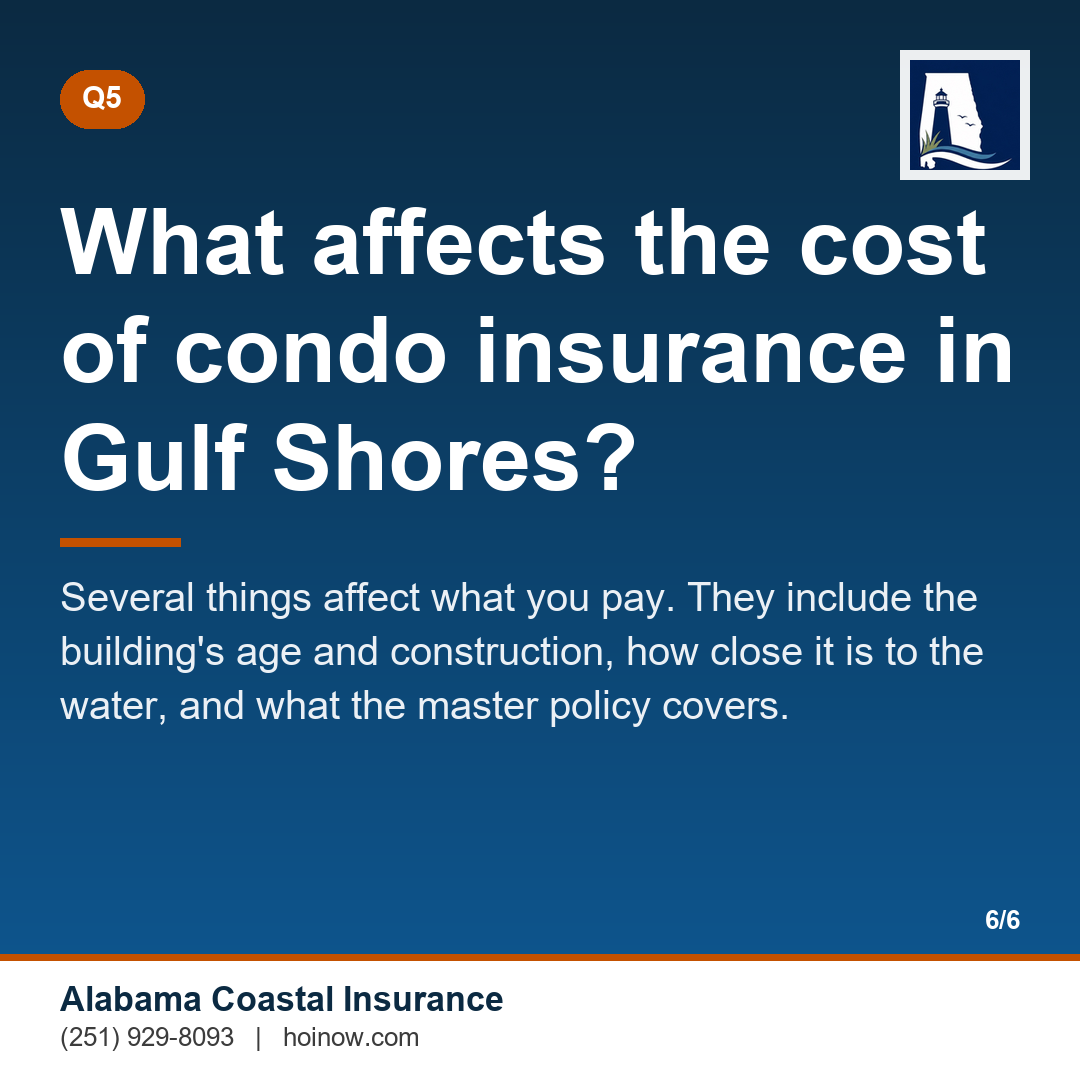 Q5
What affects the cost
of condo insurance in
Gulf Shores?
Several things affect what you pay. They include the
building's age and construction, how close it is to the
water, and what the master policy covers.
6/6
Alabama Coastal Insurance
(251) 929-8093 | hoinow.com